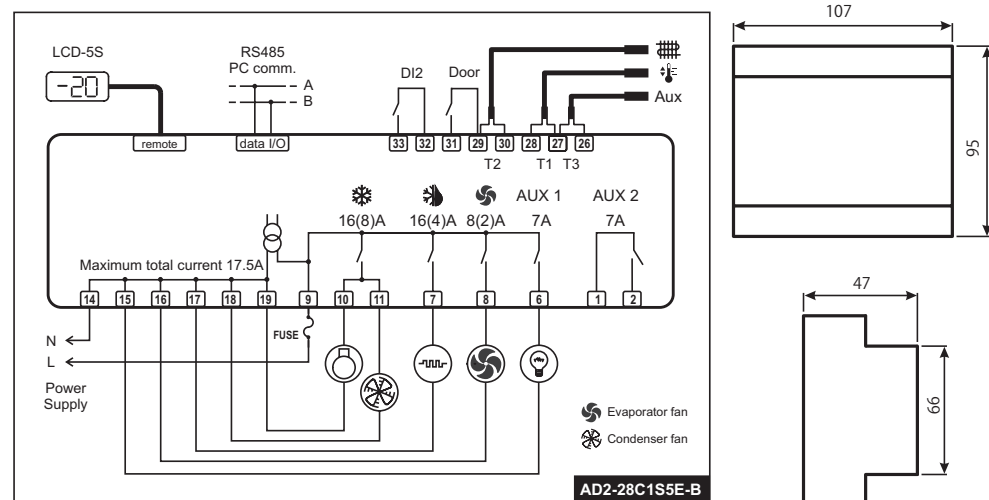 107
LCD-5S
RS485
PC comm.
DI2
Door
-20
A
B
Aux
remote
data I/O
33 32 31 29 30 28 27 26
T2 T1 T3
95
AUX 1 AUX 2
16(8)A 16(4)A 8(2)A 7A 7A
Maximum total current 17.5A
14 15 16 17 18 19 9 10 11 7 8 6 1 2
47
FUSE
N
L
Power
Supply
66
Evaporator fan
Condenser fan
AD2-28C1S5E-B